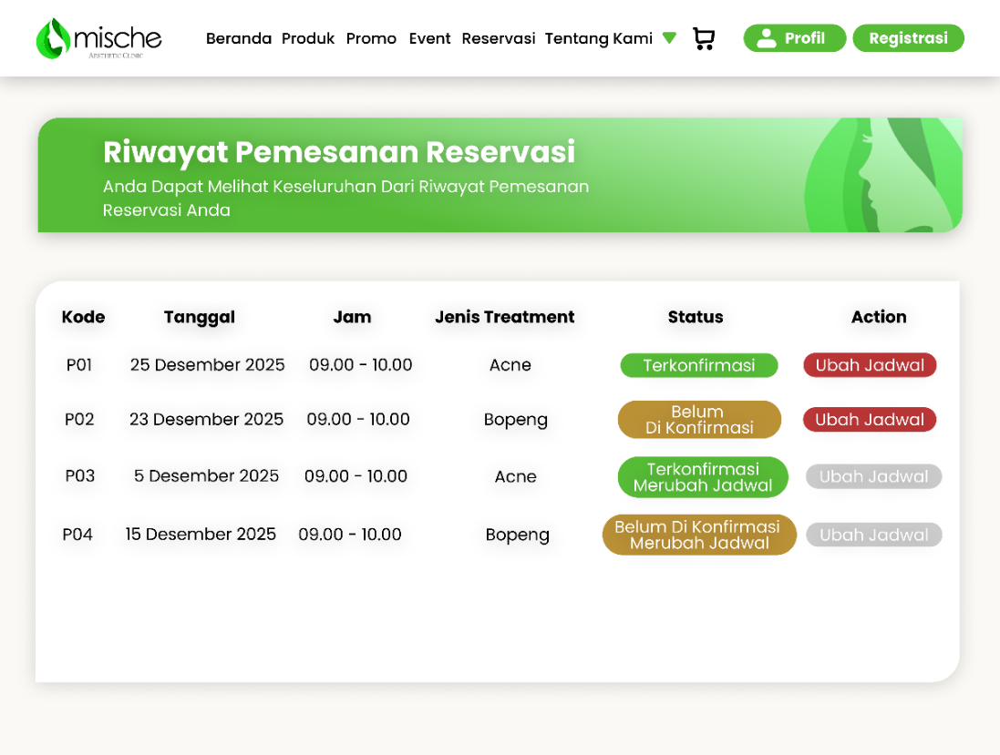 mische
AESTHETIC CLINIC
Beranda Produk Promo Event Reservasi Tentang Kami Profil Registrasi
Riwayat Pemesanan Reservasi
Anda Dapat Melihat Keseluruhan Dari Riwayat Pemesanan
Reservasi Anda
Kode Tanggal Jam Jenis Treatment Status Action
P01 25 Desember 2025 09.00 - 10.00 Acne Terkonfirmasi Ubah Jadwal
P02 23 Desember 2025 09.00 - 10.00 Bopeng Belum
Di Konfirmasi Ubah Jadwal
P03 5 Desember 2025 09.00 - 10.00 Acne Terkonfirmasi
Merubah Jadwal Ubah Jadwal
P04 15 Desember 2025 09.00 - 10.00 Bopeng Belum Di Konfirmasi
Merubah Jadwal Ubah Jadwal